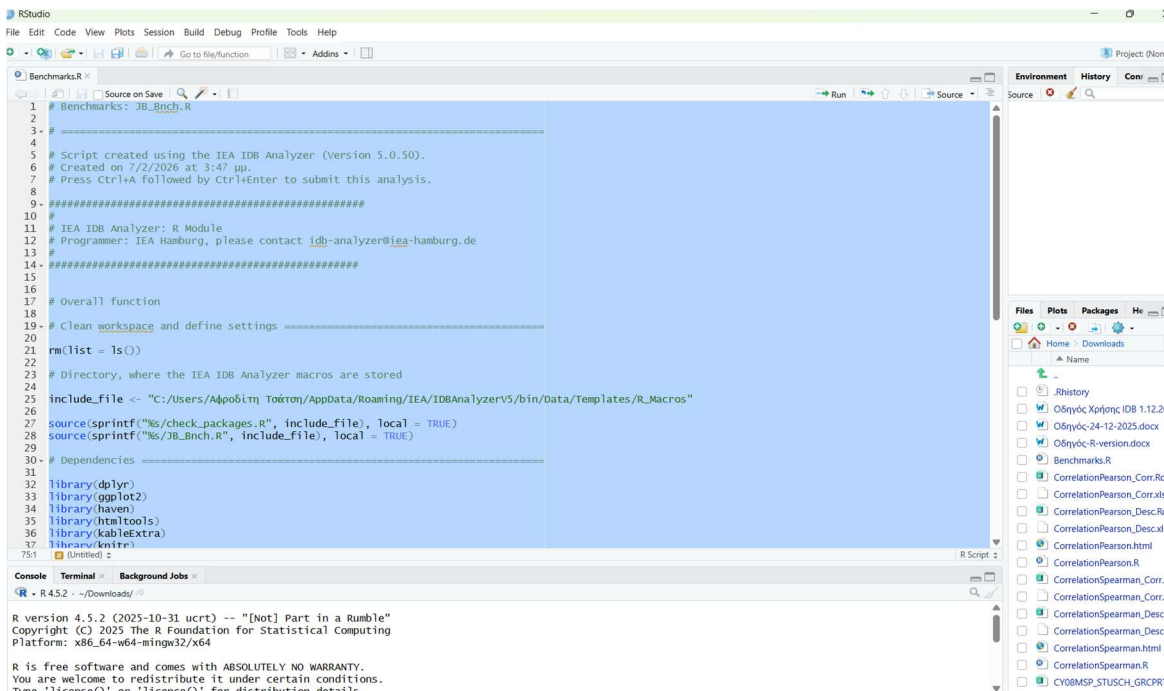 RStudio
File Edit Code View Plots Session Build Debug Profile Tools Help
Go to file/function
Addins
Project: (Non
Benchmarks.R
Source on Save
Run
Source
1 # Benchmarks: JB_Bnch.R
2
3 # ==============================================================================
4
5 # Script created using the IEA IDB Analyzer (Version 5.0.50).
6 # Created on 7/2/2026 at 3:47 μμ.
7 # Press Ctrl+A followed by Ctrl+Enter to submit this analysis.
8
9 ###################################################
10 #
11 # IEA IDB Analyzer: R Module
12 # Programmer: IEA Hamburg, please contact idb-analyzer@iea-hamburg.de
13 #
14 ##################################################
15
16
17 # Overall function
18
19 # Clean workspace and define settings ==========================================
20
21 rm(list = ls())
22
23 # Directory, where the IEA IDB Analyzer macros are stored
24
25 include_file <- "C:/Users/Αφροδίτη Τσάτση/AppData/Roaming/IEA/IDBAnalyzerV5/bin/Data/Templates/R_Macros"
26
27 source(sprintf("%s/check_packages.R", include_file), local = TRUE)
28 source(sprintf("%s/JB_Bnch.R", include_file), local = TRUE)
29
30 # Dependencies =================================================================
31
32 library(dplyr)
33 library(ggplot2)
34 library(haven)
35 library(htmltools)
36 library(kableExtra)
37 library(knitr)
75:1 (Untitled)
R Script
Console Terminal Background Jobs
R 4.5.2 · ~/Downloads/
R version 4.5.2 (2025-10-31 ucrt) -- "[Not] Part in a Rumble"
Copyright (C) 2025 The R Foundation for Statistical Computing
Platform: x86_64-w64-mingw32/x64
R is free software and comes with ABSOLUTELY NO WARRANTY.
You are welcome to redistribute it under certain conditions.
Type 'license()' or 'licence()' for distribution details.
Environment History Conn
Source
Files Plots Packages He
Home > Downloads
Name
..
.Rhistory
Οδηγός Χρήσης IDB 1.12.20
Οδηγός-24-12-2025.docx
Οδηγός-R-version.docx
Benchmarks.R
CorrelationPearson_Corr.Rd
CorrelationPearson_Corr.xls
CorrelationPearson_Desc.R
CorrelationPearson_Desc.xl
CorrelationPearson.html
CorrelationPearson.R
CorrelationSpearman_Corr.
CorrelationSpearman_Corr.
CorrelationSpearman_Desc
CorrelationSpearman_Desc
CorrelationSpearman.html
CorrelationSpearman.R
CY08MSP_STUSCH_GRCPRT